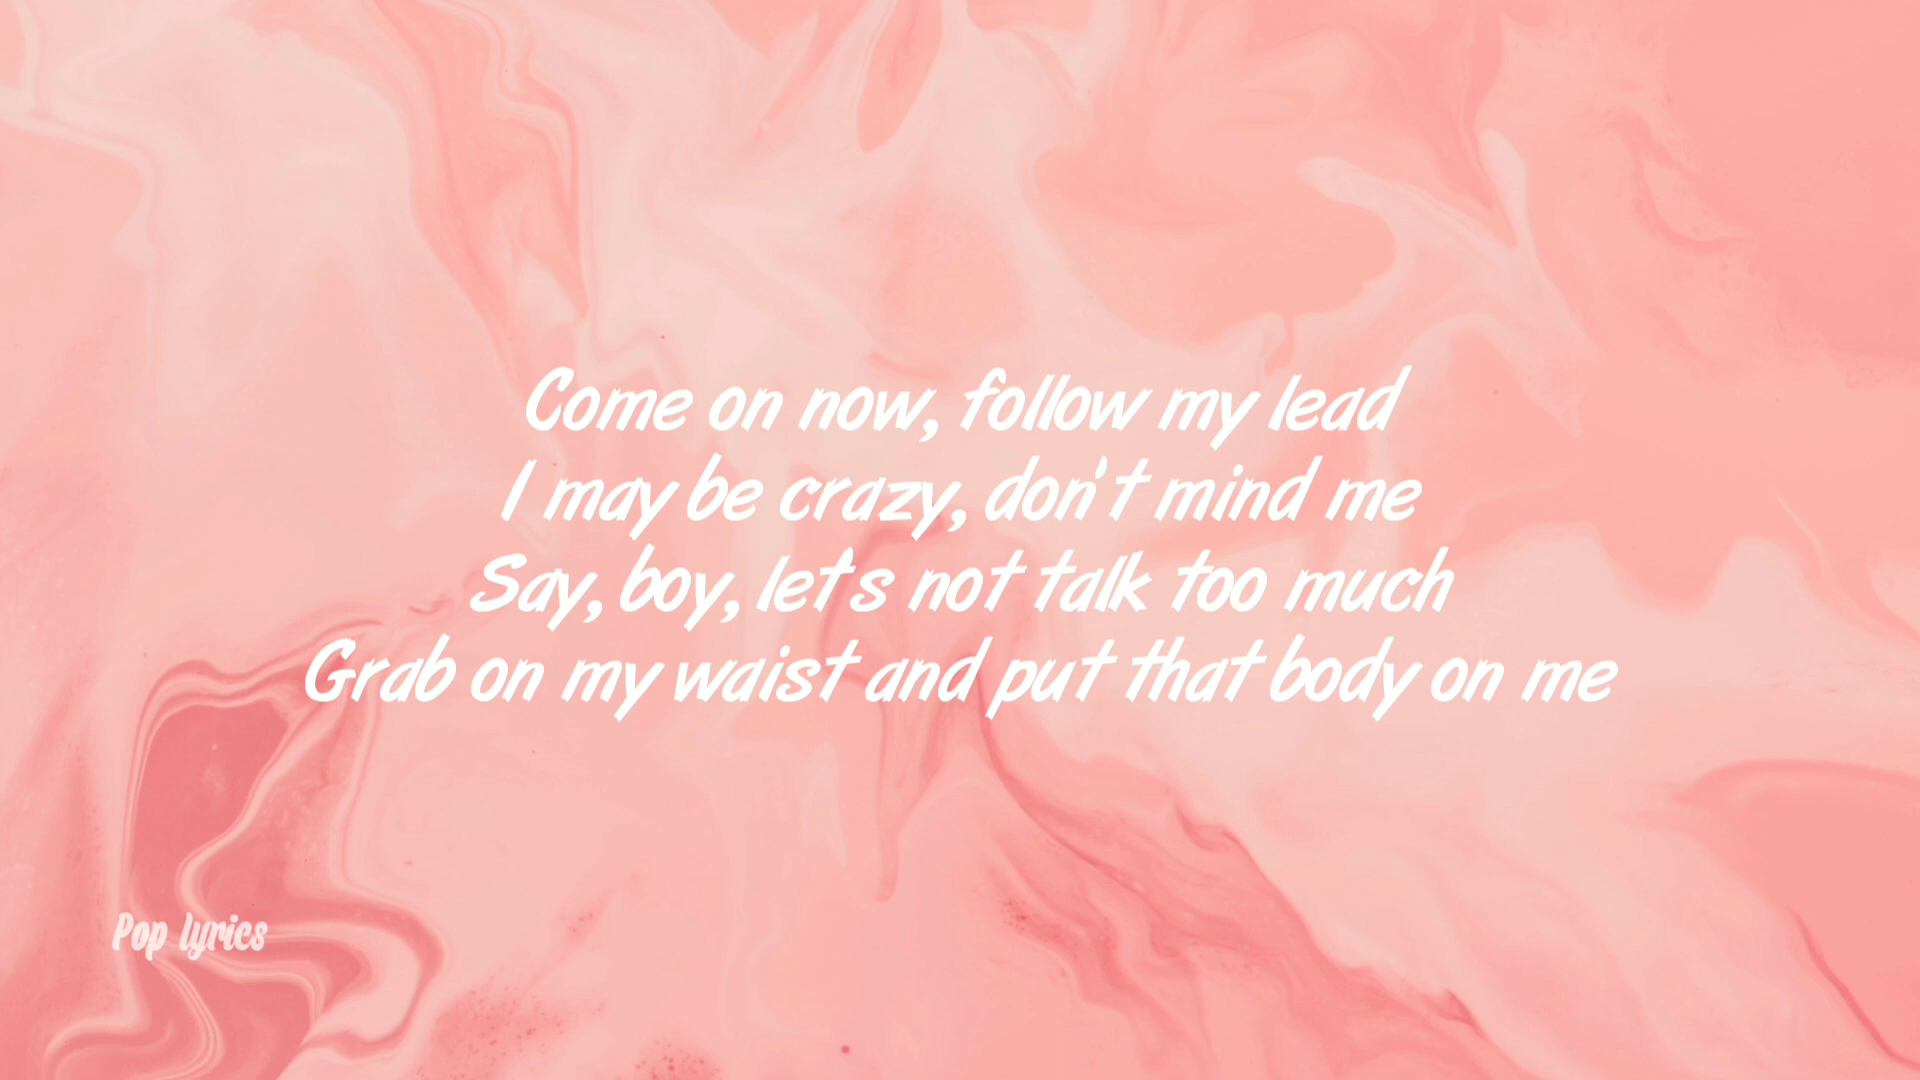 Come on now, follow my lead
I may be crazy, don't mind me
Say, boy, let's not talk too much
Grab on my waist and put that body on me
Pop lyrics